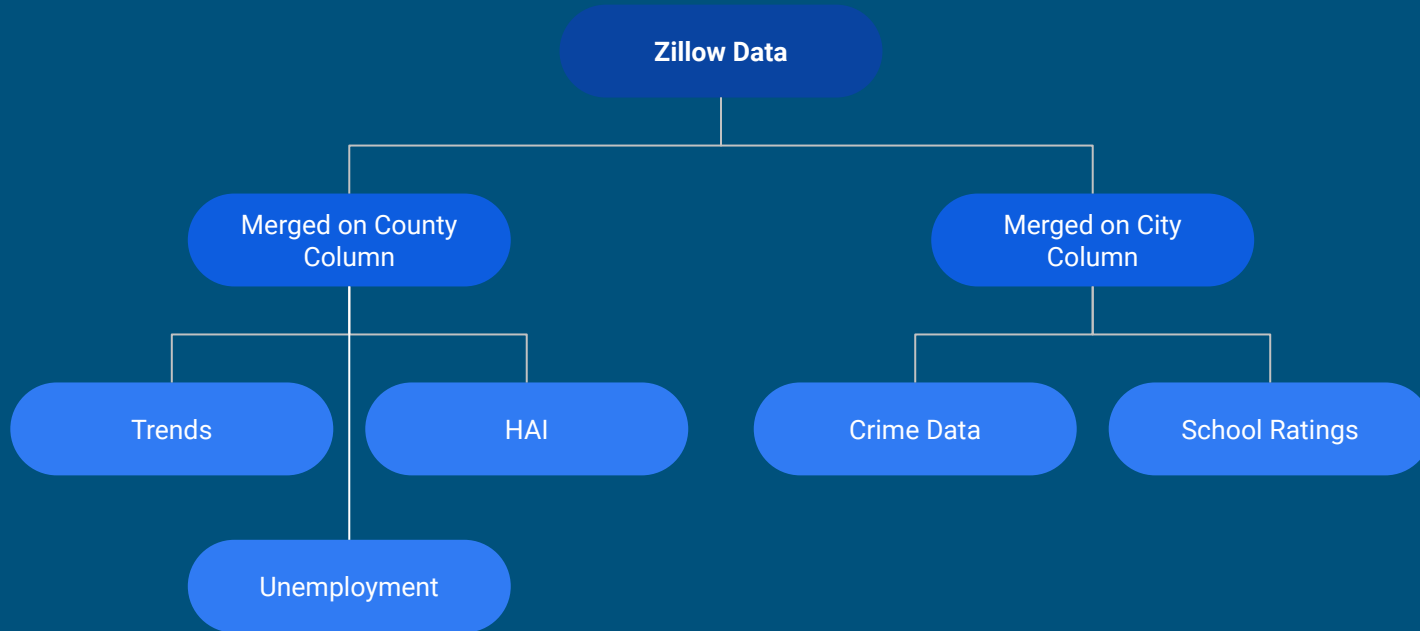 Zillow Data
Merged on County
Column
Merged on City
Column
Trends
HAI
Crime Data
School Ratings
Unemployment